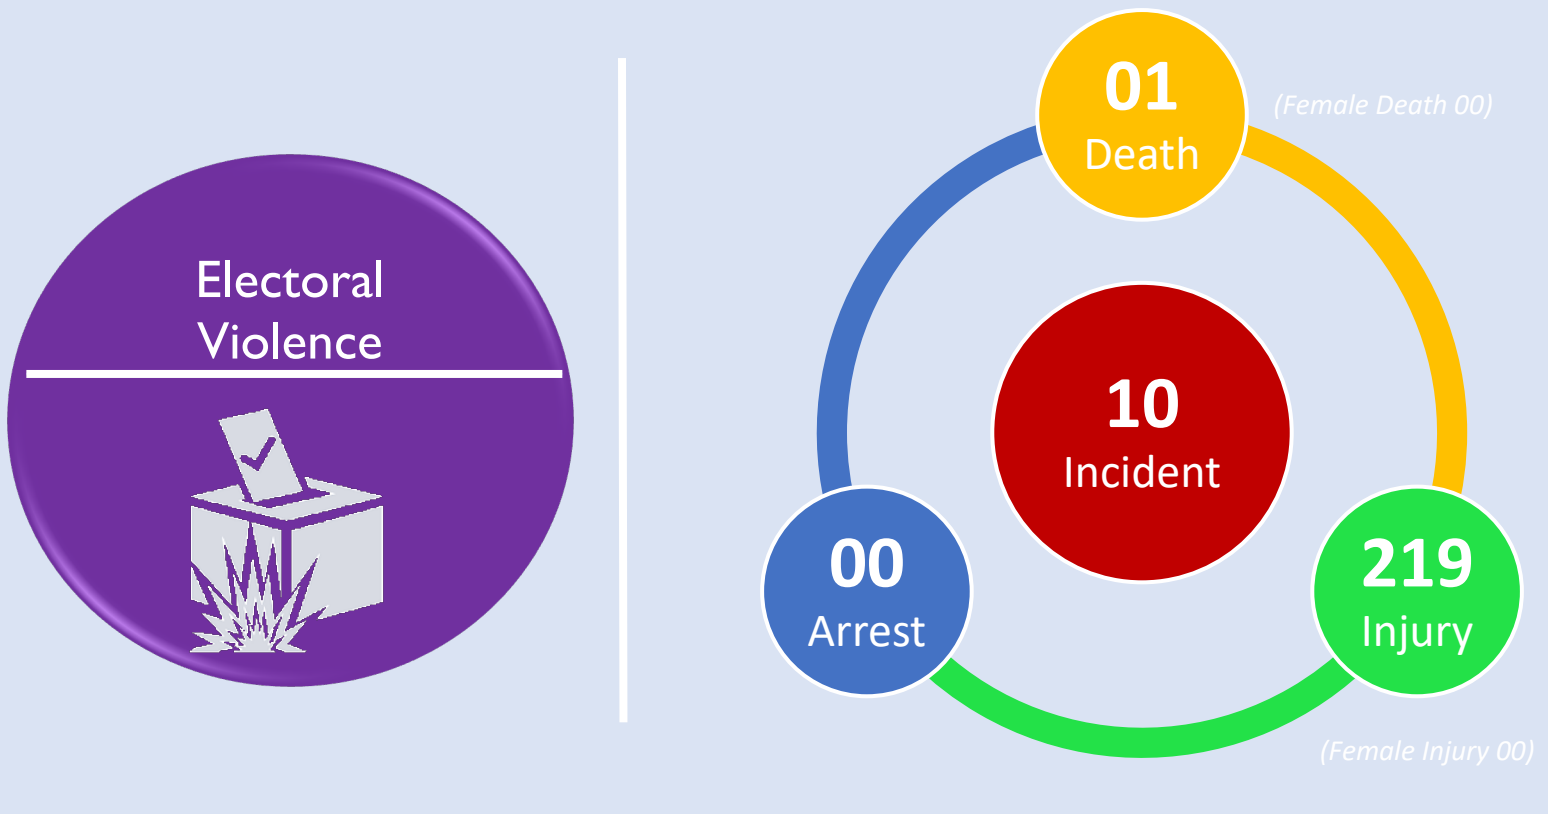 Electoral
Violence
01
Death
(Female Death 00)
10
Incident
00
Arrest
219
Injury
(Female Injury 00)